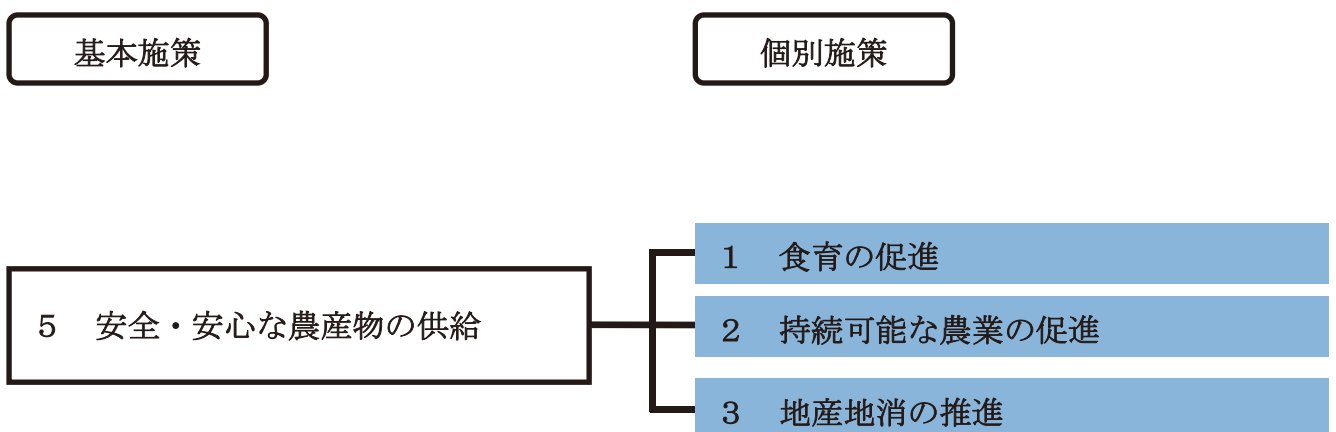 基本施策
個別施策
5 安全・安心な農産物の供給
1 食育の促進
2 持続可能な農業の促進
3 地産地消の推進